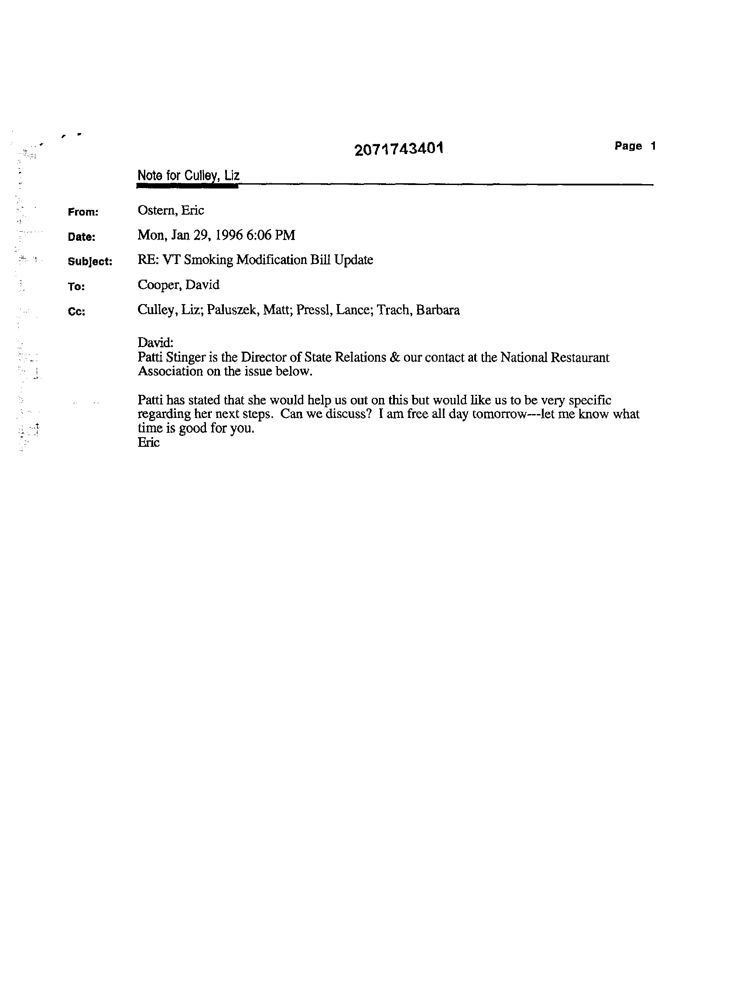 2071743401
Page 1
Note for Culley, Liz
From: Ostern, Eric
Date: Mon, Jan 29, 1996 6:06 PM
Subject: RE: VT Smoking Modification Bill Update
To: Cooper, David
Cc: Culley, Liz; Paluszek, Matt; Pressl, Lance; Trach, Barbara
David:
Patti Stinger is the Director of State Relations & our contact at the National Restaurant
Association on the issue below.
Patti has stated that she would help us out on this but would like us to be very specific
regarding her next steps. Can we discuss? I am free all day tomorrow---let me know what
time is good for you.
Eric